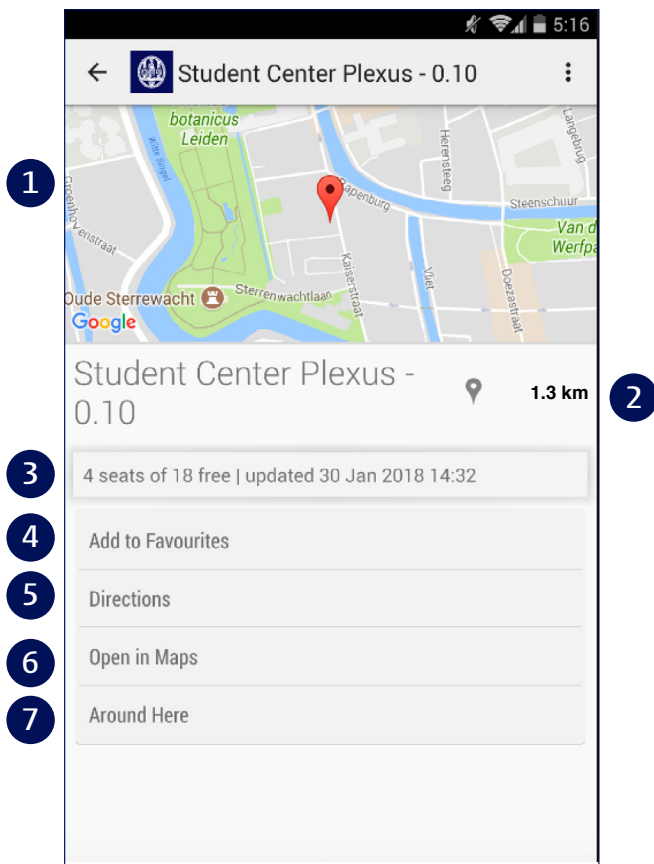 5:16
Student Center Plexus - 0.10
botanicus
Leiden
Witte Singel
Herensteeg
Langebrug
1
Rapenburg
Steenschuur
Groenhovenstraat
Van d
Werfpa
Kaiserstraat
Vliet
Doezastraat
Oude Sterrewacht
Sterrenwachtlaan
Google
Student Center Plexus -
0.10
1.3 km
2
3
4 seats of 18 free | updated 30 Jan 2018 14:32
4
Add to Favourites
5
Directions
6
Open in Maps
7
Around Here